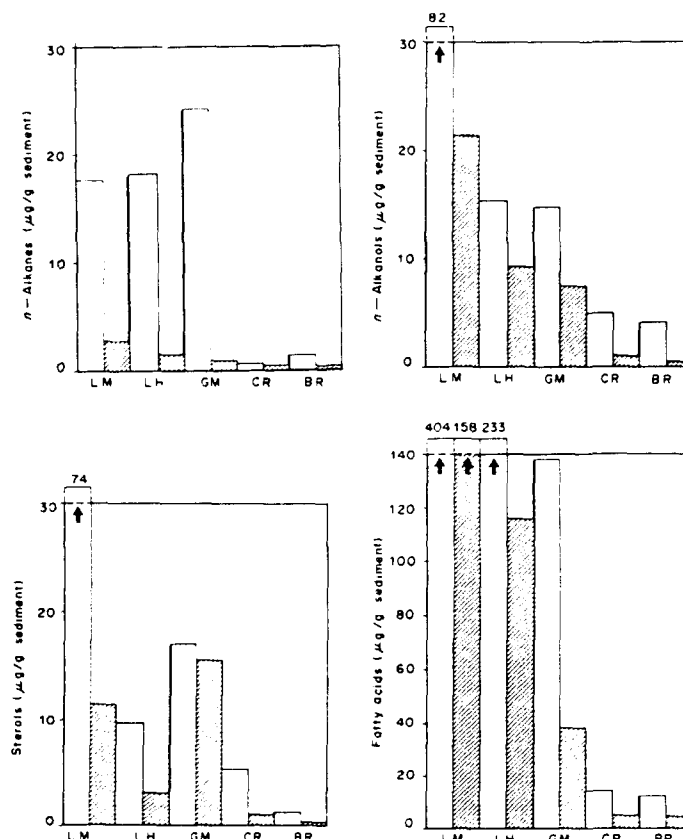 30
20
10
0
n-Alkanes (µg/g sediment)
LM LH GM CR BR
82
30
20
10
0
n-Alkanols (µg/g sediment)
LM LH GM CR BR
74
30
20
10
0
Sterols (µg/g sediment)
LM LH GM CR BR
404 158 233
140
120
100
80
60
40
20
0
Fatty acids (µg/g sediment)
LM LH GM CR BR